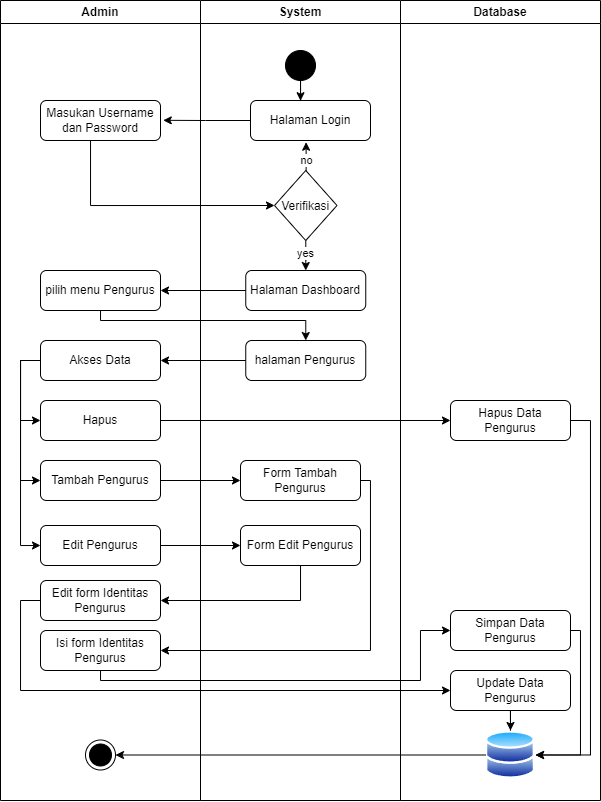 Admin
System
Database
Masukan Username
dan Password
Halaman Login
no
Verifikasi
yes
pilih menu Pengurus
Halaman Dashboard
Akses Data
halaman Pengurus
Hapus
Hapus Data
Pengurus
Tambah Pengurus
Form Tambah
Pengurus
Edit Pengurus
Form Edit Pengurus
Edit form Identitas
Pengurus
Isi form Identitas
Pengurus
Simpan Data
Pengurus
Update Data
Pengurus